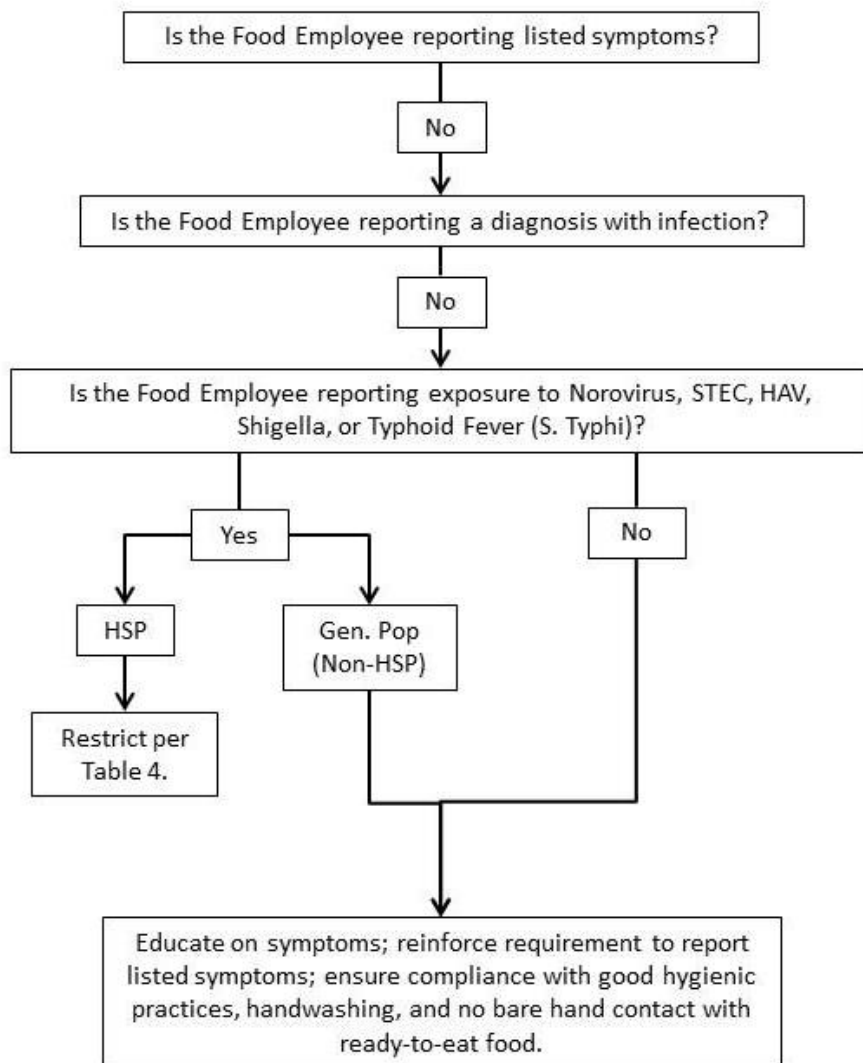 Is the Food Employee reporting listed symptoms?
No
Is the Food Employee reporting a diagnosis with infection?
No
Is the Food Employee reporting exposure to Norovirus, STEC, HAV,
Shigella, or Typhoid Fever (S. Typhi)?
Yes
No
HSP
Gen. Pop
(Non-HSP)
Restrict per
Table 4.
Educate on symptoms; reinforce requirement to report
listed symptoms; ensure compliance with good hygienic
practices, handwashing, and no bare hand contact with
ready-to-eat food.